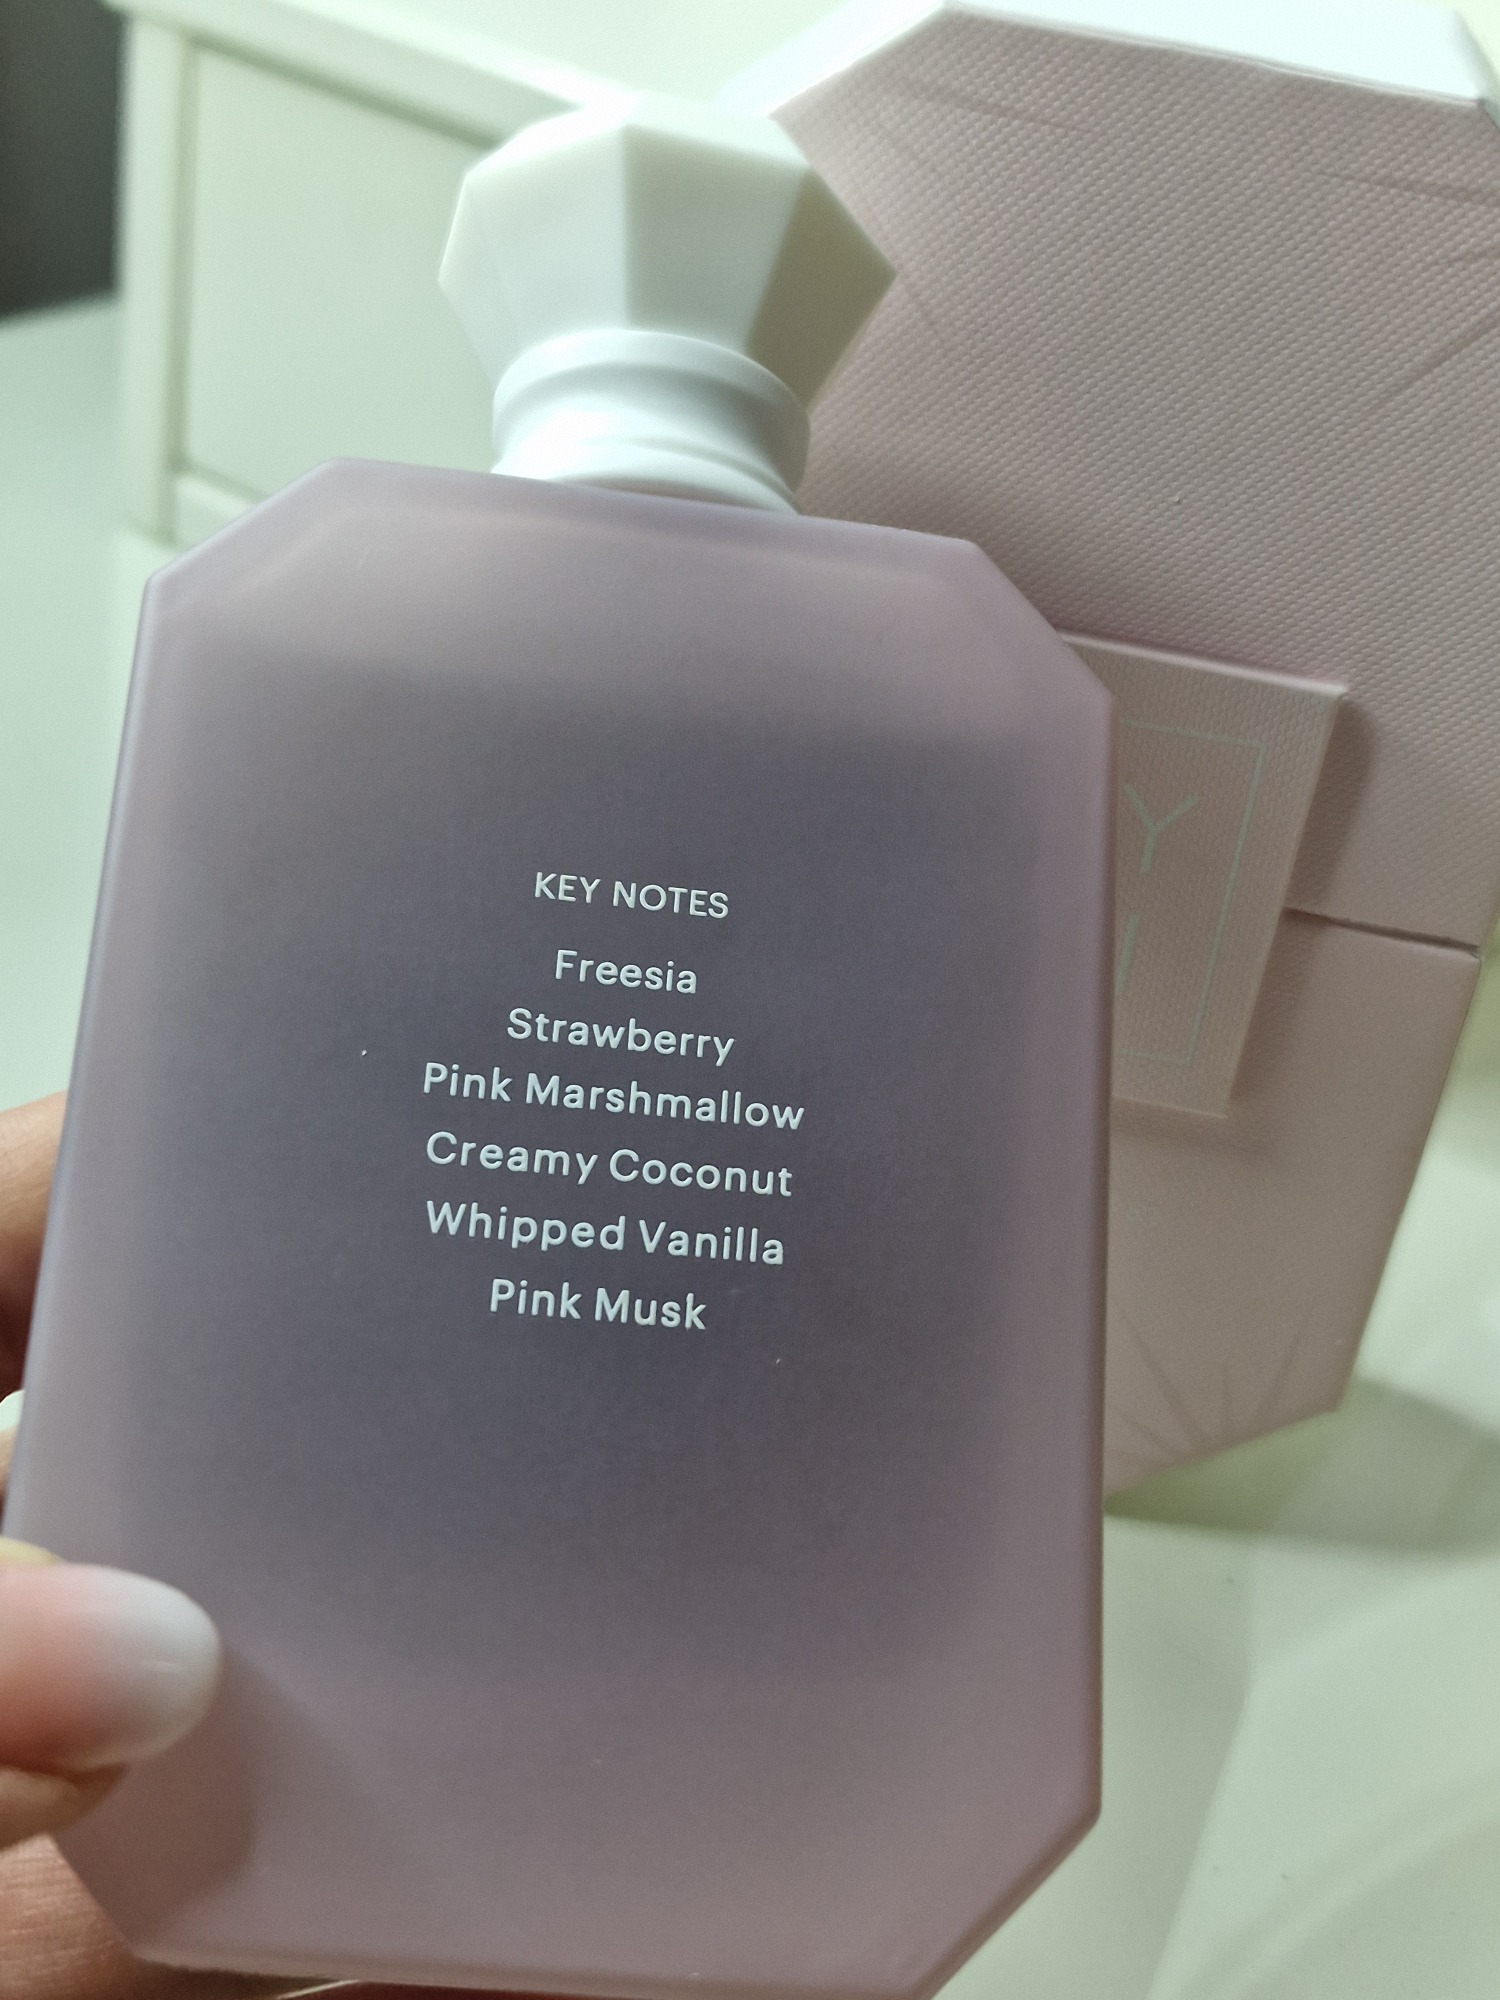 KEY NOTES
Freesia
Strawberry
Pink Marshmallow
Creamy Coconut
Whipped Vanilla
Pink Musk
Y